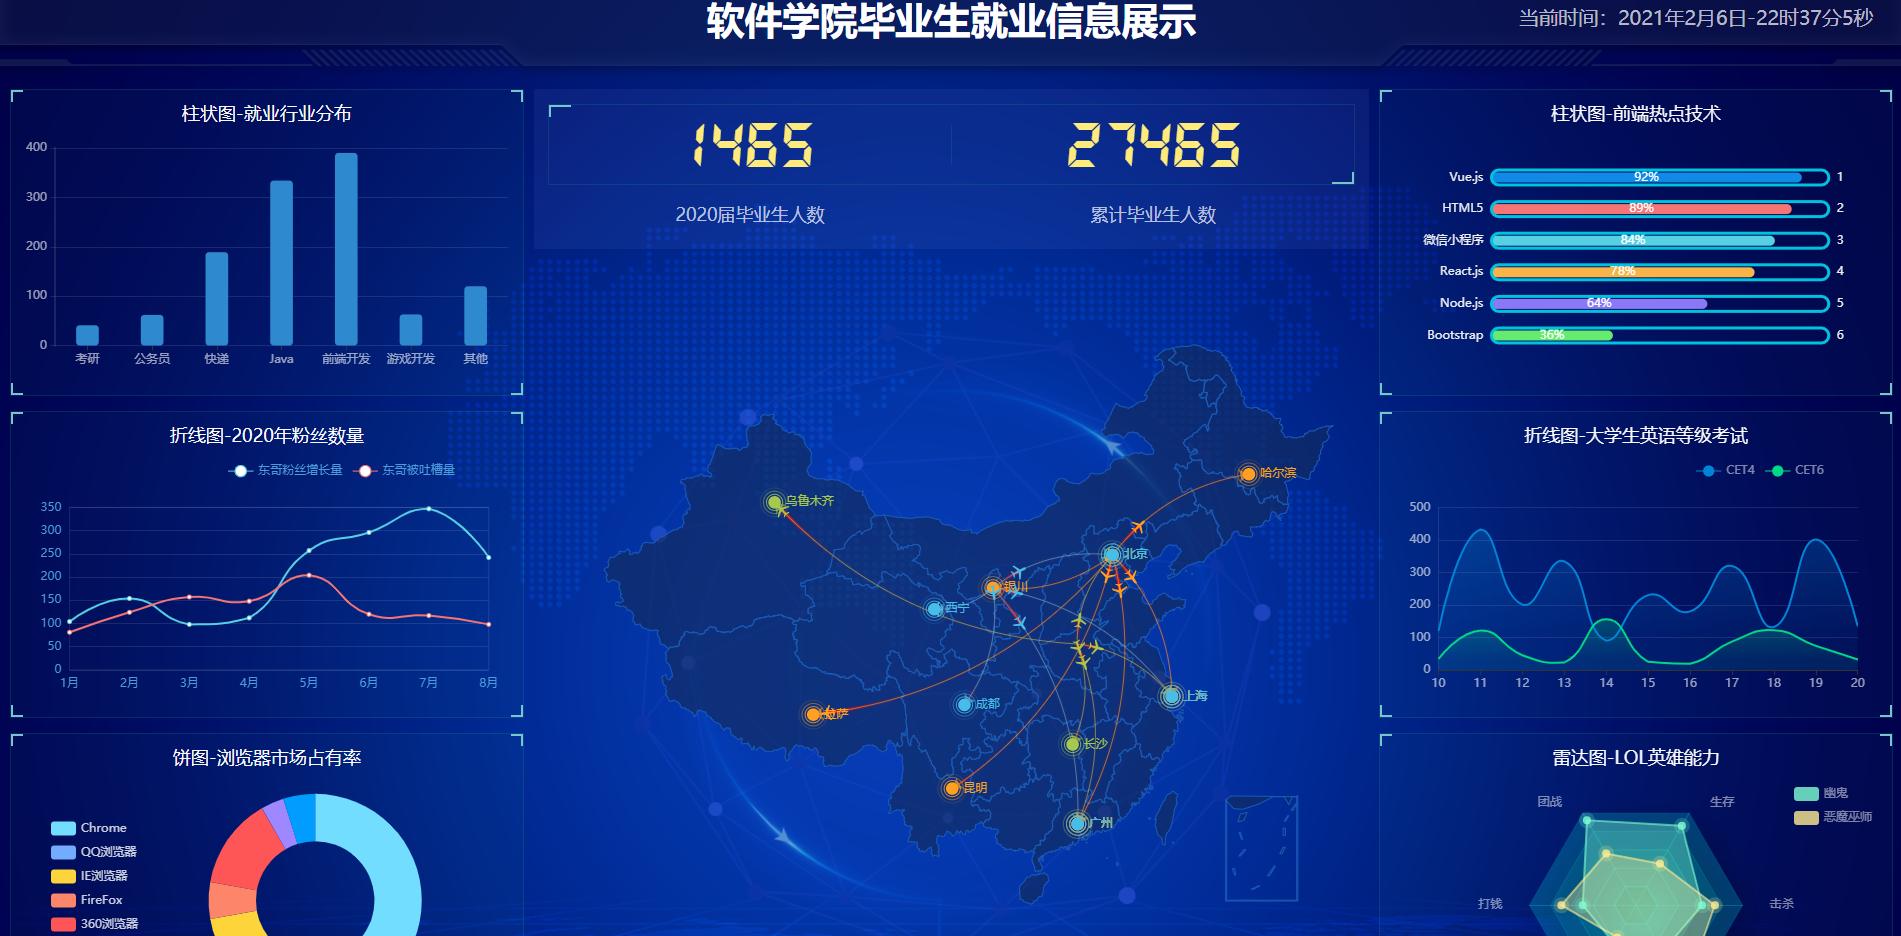 软件学院毕业生就业信息展示
当前时间：2021年2月6日-22时37分5秒
柱状图-就业行业分布
400
300
200
100
0
考研 公务员 快递 Java 前端开发 游戏开发 其他
折线图-2020年粉丝数量
东哥粉丝增长量 东哥被吐槽量
350
300
250
200
150
100
50
0
1月 2月 3月 4月 5月 6月 7月 8月
饼图-浏览器市场占有率
Chrome
QQ浏览器
IE浏览器
FireFox
360浏览器
1465 27465
2020届毕业生人数 累计毕业生人数
哈尔滨
乌鲁木齐
北京
银川
西宁
上海
成都
拉萨
长沙
昆明
广州
柱状图-前端热点技术
Vue.js 92% 1
HTML5 89% 2
微信小程序 84% 3
React.js 78% 4
Node.js 64% 5
Bootstrap 36% 6
折线图-大学生英语等级考试
CET4 CET6
500
400
300
200
100
0
10 11 12 13 14 15 16 17 18 19 20
雷达图-LOL英雄能力
幽鬼
恶魔巫师
团战 生存
打钱 击杀